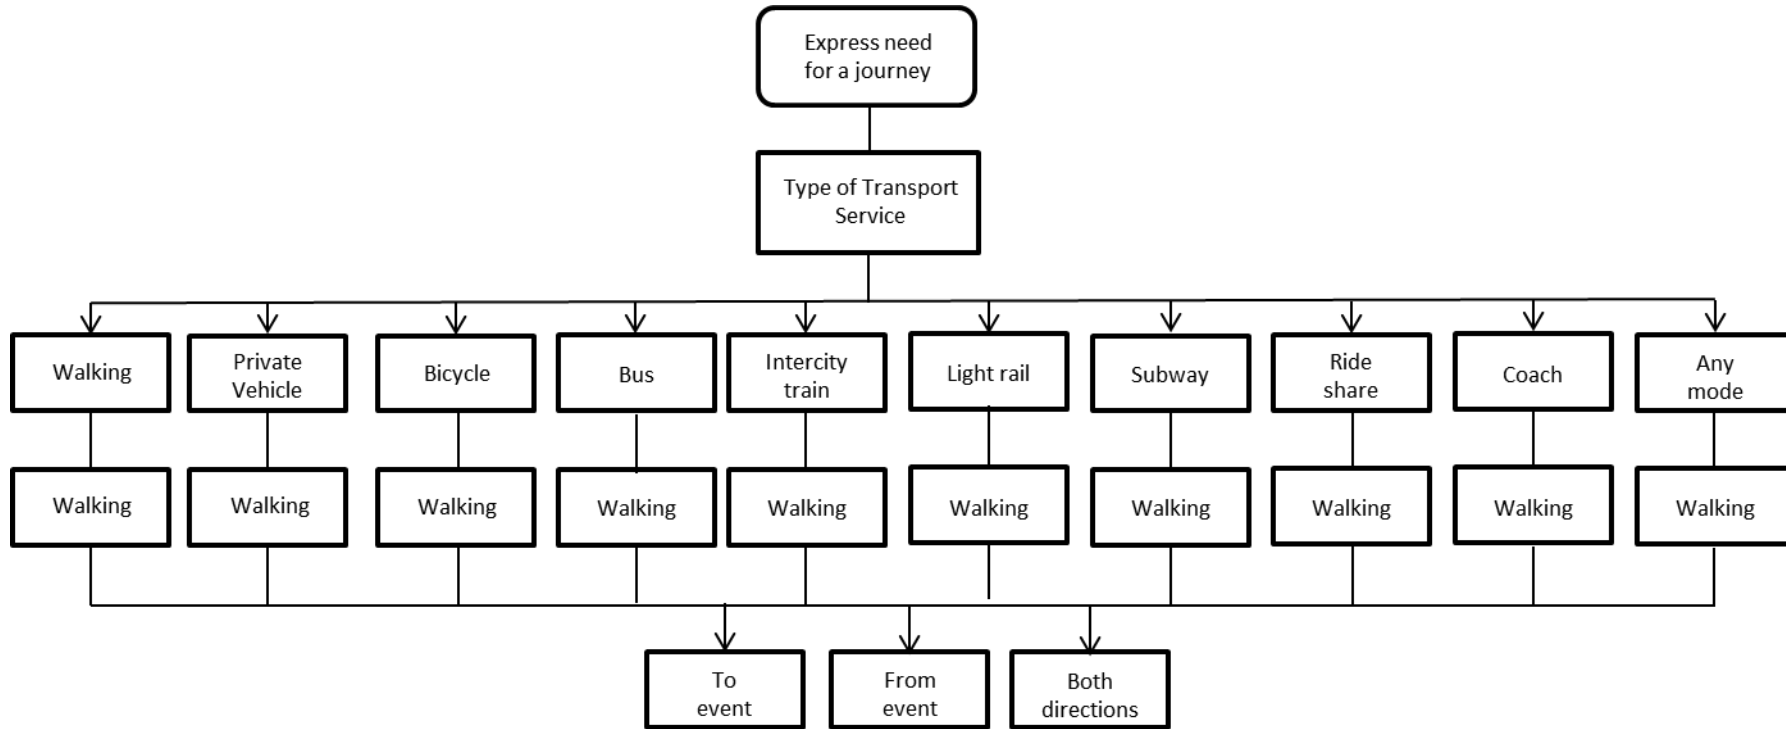 Express need
for a journey
Type of Transport
Service
Walking
Private
Vehicle
Bicycle
Bus
Intercity
train
Light rail
Subway
Ride
share
Coach
Any
mode
Walking
Walking
Walking
Walking
Walking
Walking
Walking
Walking
Walking
Walking
To
event
From
event
Both
directions